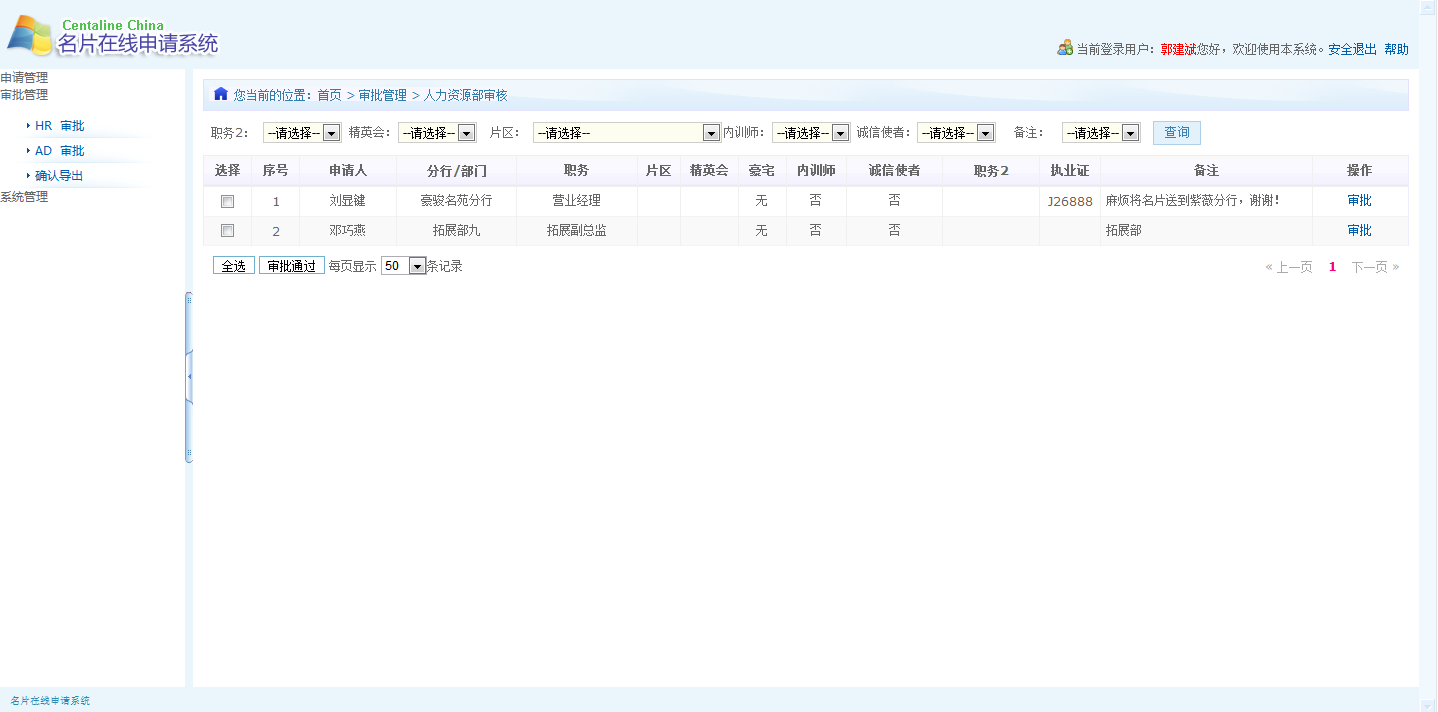 Centaline China
名片在线申请系统
当前登录用户：郭建斌您好，欢迎使用本系统。安全退出 帮助
申请管理
审批管理
HR 审批
AD 审批
确认导出
系统管理
您当前的位置：首页 > 审批管理 > 人力资源部审核
职务2： --请选择-- 精英会： --请选择-- 片区： --请选择-- 内训师： --请选择-- 诚信使者： --请选择-- 备注： --请选择-- 查询
选择 序号 申请人 分行/部门 职务 片区 精英会 豪宅 内训师 诚信使者 职务2 执业证 备注 操作
1 刘显键 豪骏名苑分行 营业经理 无 否 否 J26888 麻烦将名片送到紫薇分行，谢谢！ 审批
2 邓巧燕 拓展部九 拓展副总监 无 否 否 拓展部 审批
全选 审批通过 每页显示 50 条记录
« 上一页 1 下一页 »
名片在线申请系统